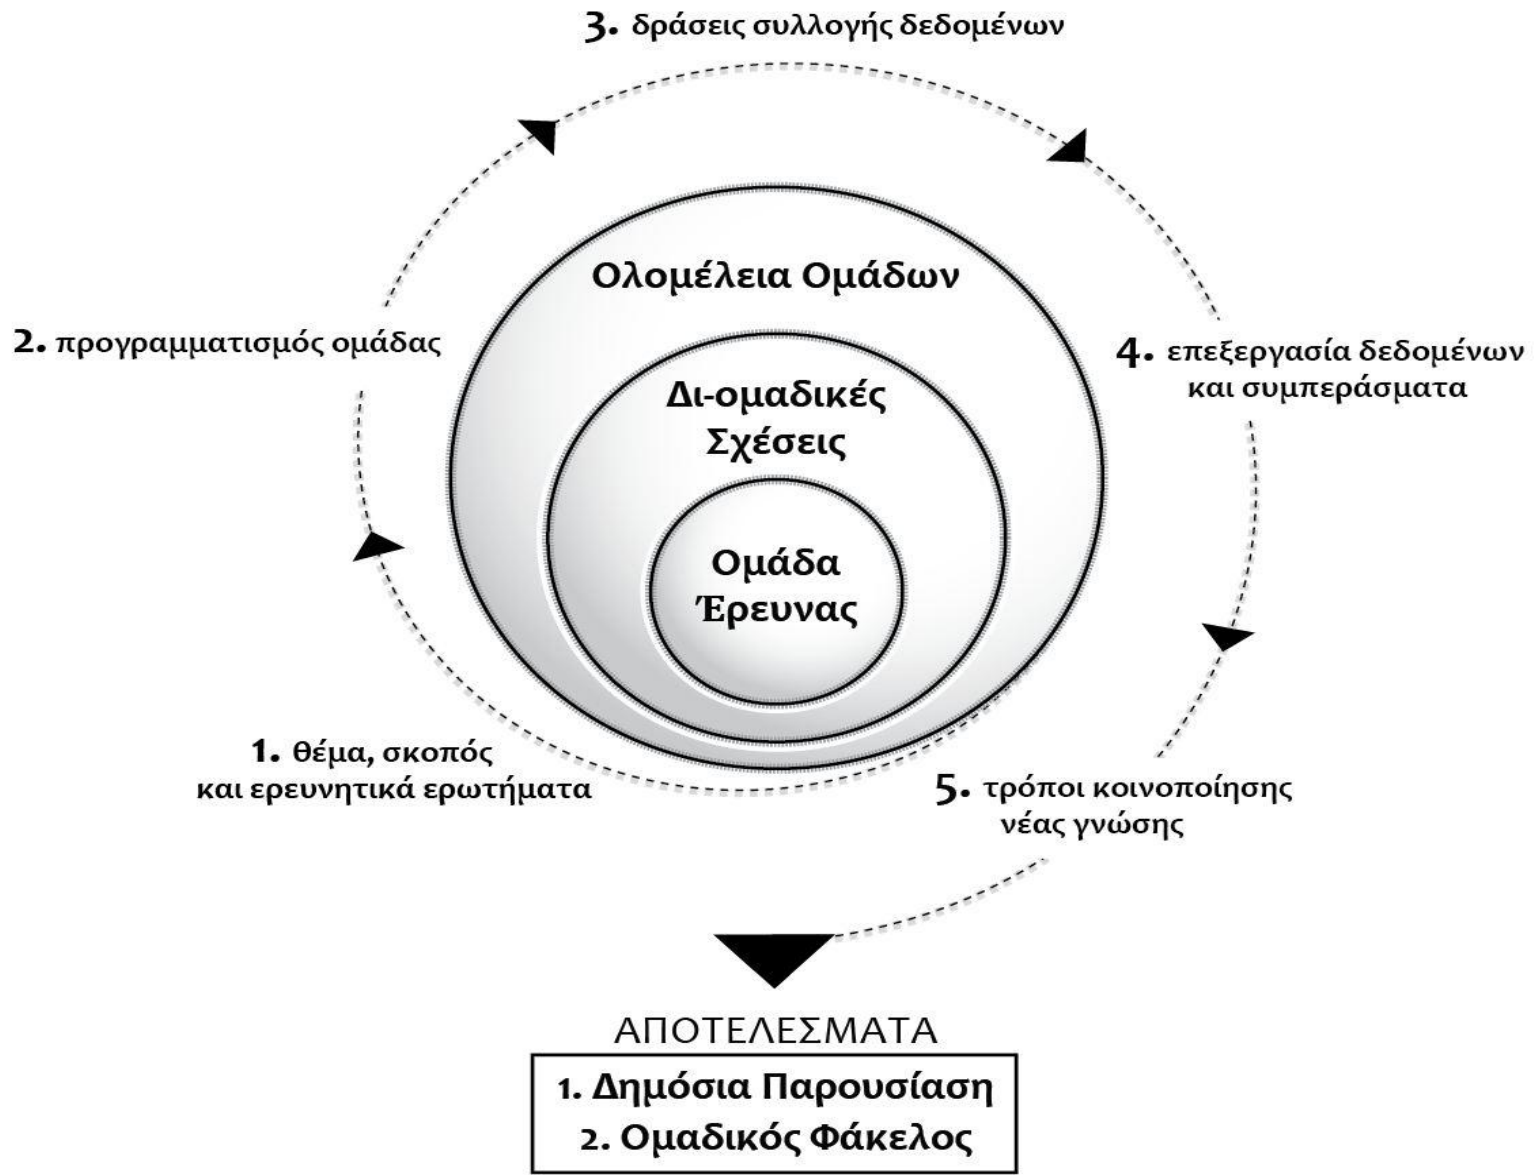 3. δράσεις συλλογής δεδομένων
Ολομέλεια Ομάδων
2. προγραμματισμός ομάδας
4. επεξεργασία δεδομένων
και συμπεράσματα
Δι-ομαδικές
Σχέσεις
Ομάδα
Έρευνας
1. θέμα, σκοπός
και ερευνητικά ερωτήματα
5. τρόποι κοινοποίησης
νέας γνώσης
ΑΠΟΤΕΛΕΣΜΑΤΑ
1. Δημόσια Παρουσίαση
2. Ομαδικός Φάκελος